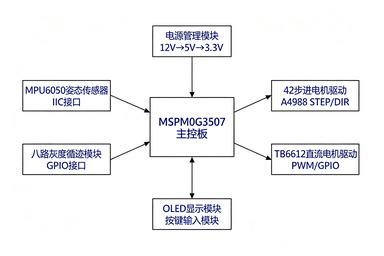 电源管理模块
12V→5V→3.3V
MPU6050姿态传感器
IIC接口
MSPM0G3507
主控板
42步进电机驱动
A4988 STEP/DIR
八路灰度循迹模块
GPIO接口
TB6612直流电机驱动
PWM/GPIO
OLED显示模块
按键输入模块